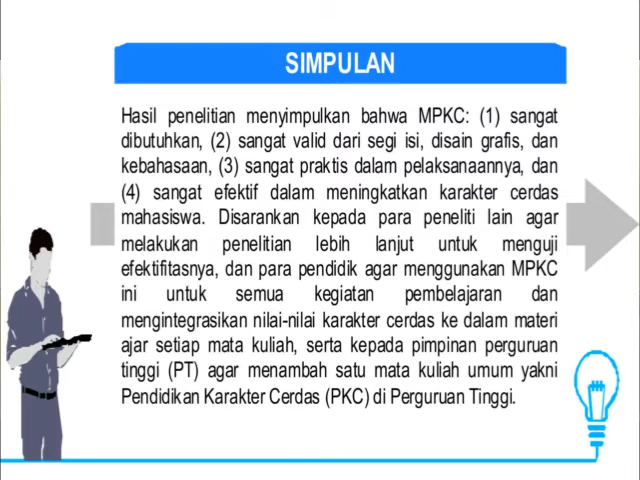 SIMPULAN
Hasil penelitian menyimpulkan bahwa MPKC: (1) sangat
dibutuhkan, (2) sangat valid dari segi isi, disain grafis, dan
kebahasaan, (3) sangat praktis dalam pelaksanaannya, dan
(4) sangat efektif dalam meningkatkan karakter cerdas
mahasiswa. Disarankan kepada para peneliti lain agar
melakukan penelitian lebih lanjut untuk menguji
efektifitasnya, dan para pendidik agar menggunakan MPKC
ini untuk semua kegiatan pembelajaran dan
mengintegrasikan nilai-nilai karakter cerdas ke dalam materi
ajar setiap mata kuliah, serta kepada pimpinan perguruan
tinggi (PT) agar menambah satu mata kuliah umum yakni
Pendidikan Karakter Cerdas (PKC) di Perguruan Tinggi.